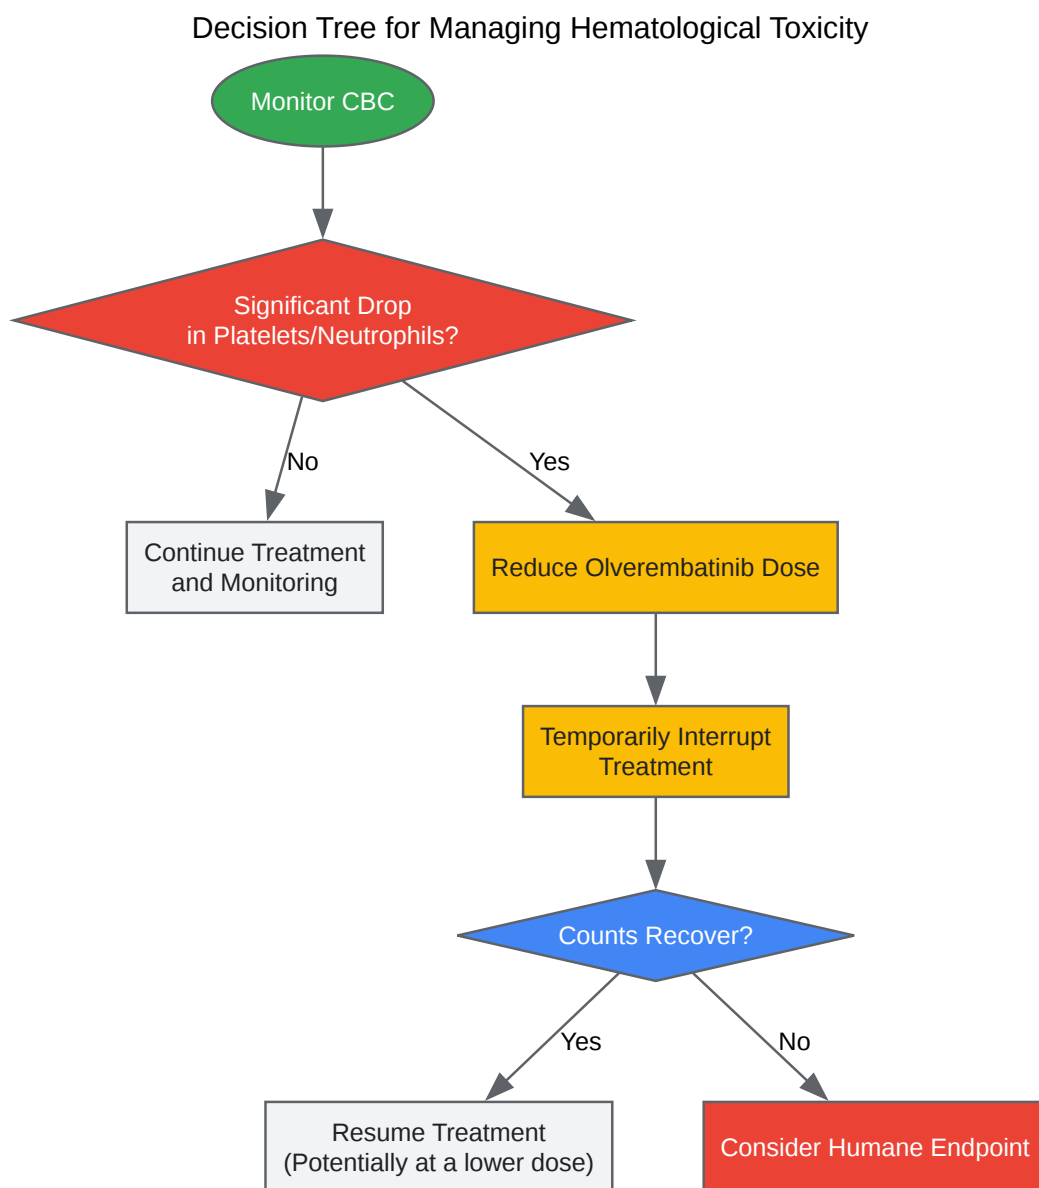 Decision Tree for Managing Hematological Toxicity
Monitor CBC
Significant Drop
in Platelets/Neutrophils?
No
Yes
Continue Treatment
and Monitoring
Reduce Olverembatinib Dose
Temporarily Interrupt
Treatment
Counts Recover?
Yes
No
Resume Treatment
(Potentially at a lower dose)
Consider Humane Endpoint